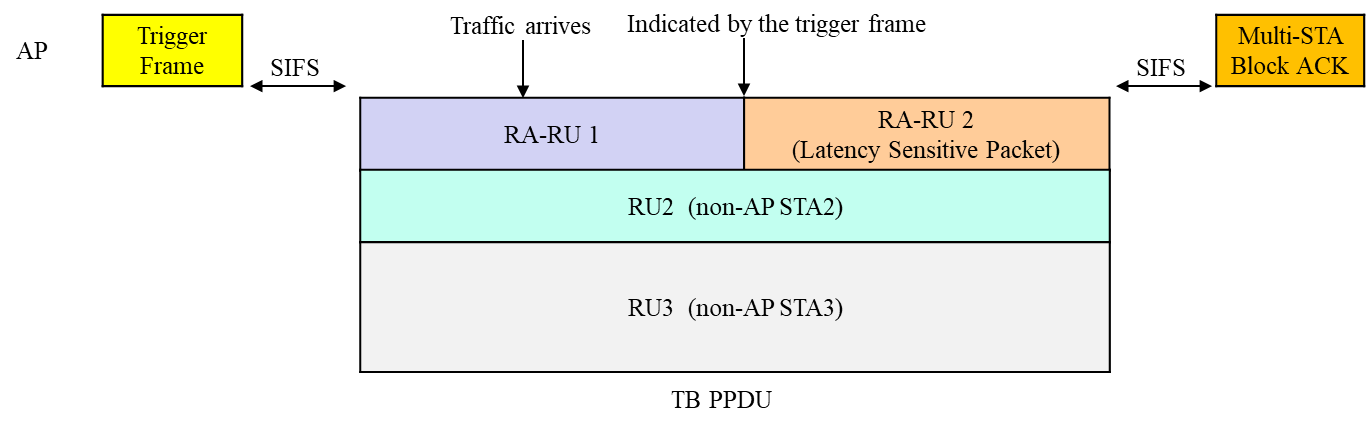 AP
Trigger
Frame
SIFS
Traffic arrives
Indicated by the trigger frame
SIFS
Multi-STA
Block ACK
RA-RU 1
RA-RU 2
(Latency Sensitive Packet)
RU2 (non-AP STA2)
RU3 (non-AP STA3)
TB PPDU